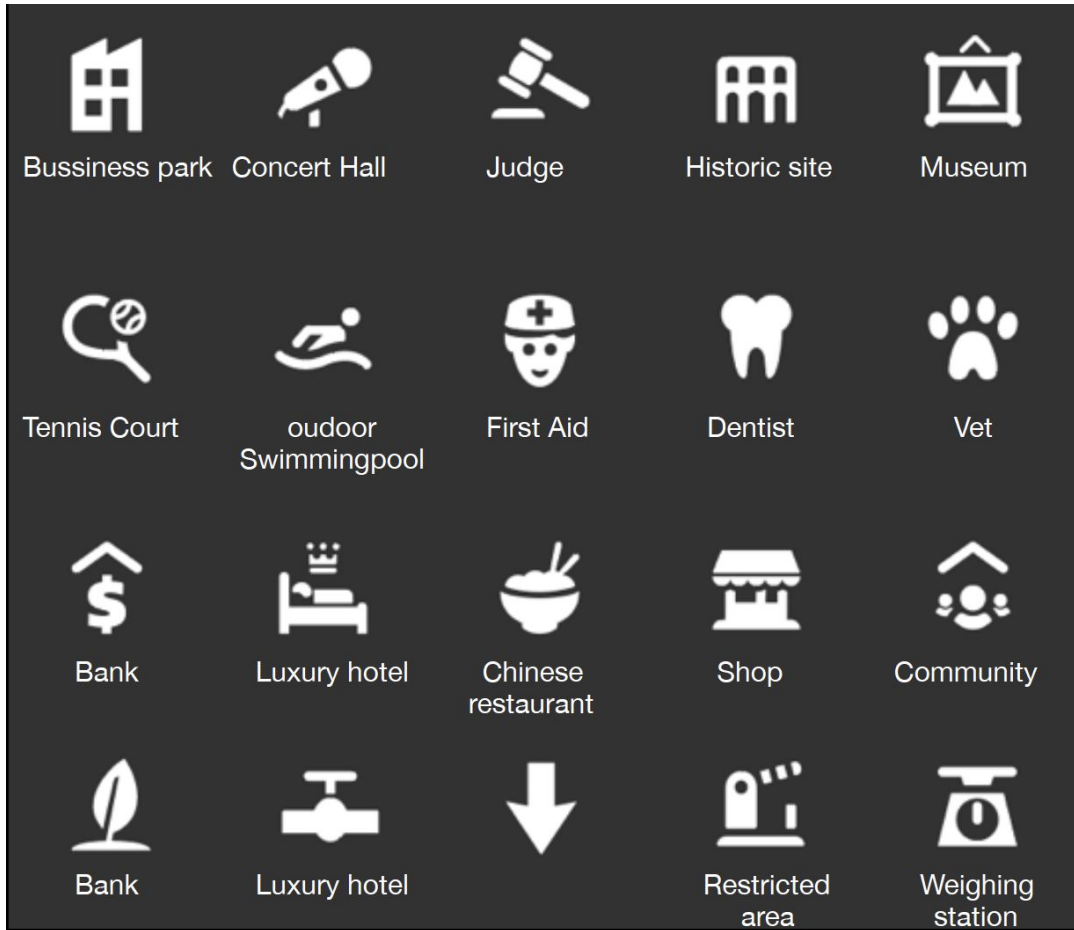 Bussiness park Concert Hall Judge Historic site Museum
Tennis Court oudoor First Aid Dentist Vet
Swimmingpool
Bank Luxury hotel Chinese Shop Community
restaurant
Bank Luxury hotel Restricted Weighing
area station